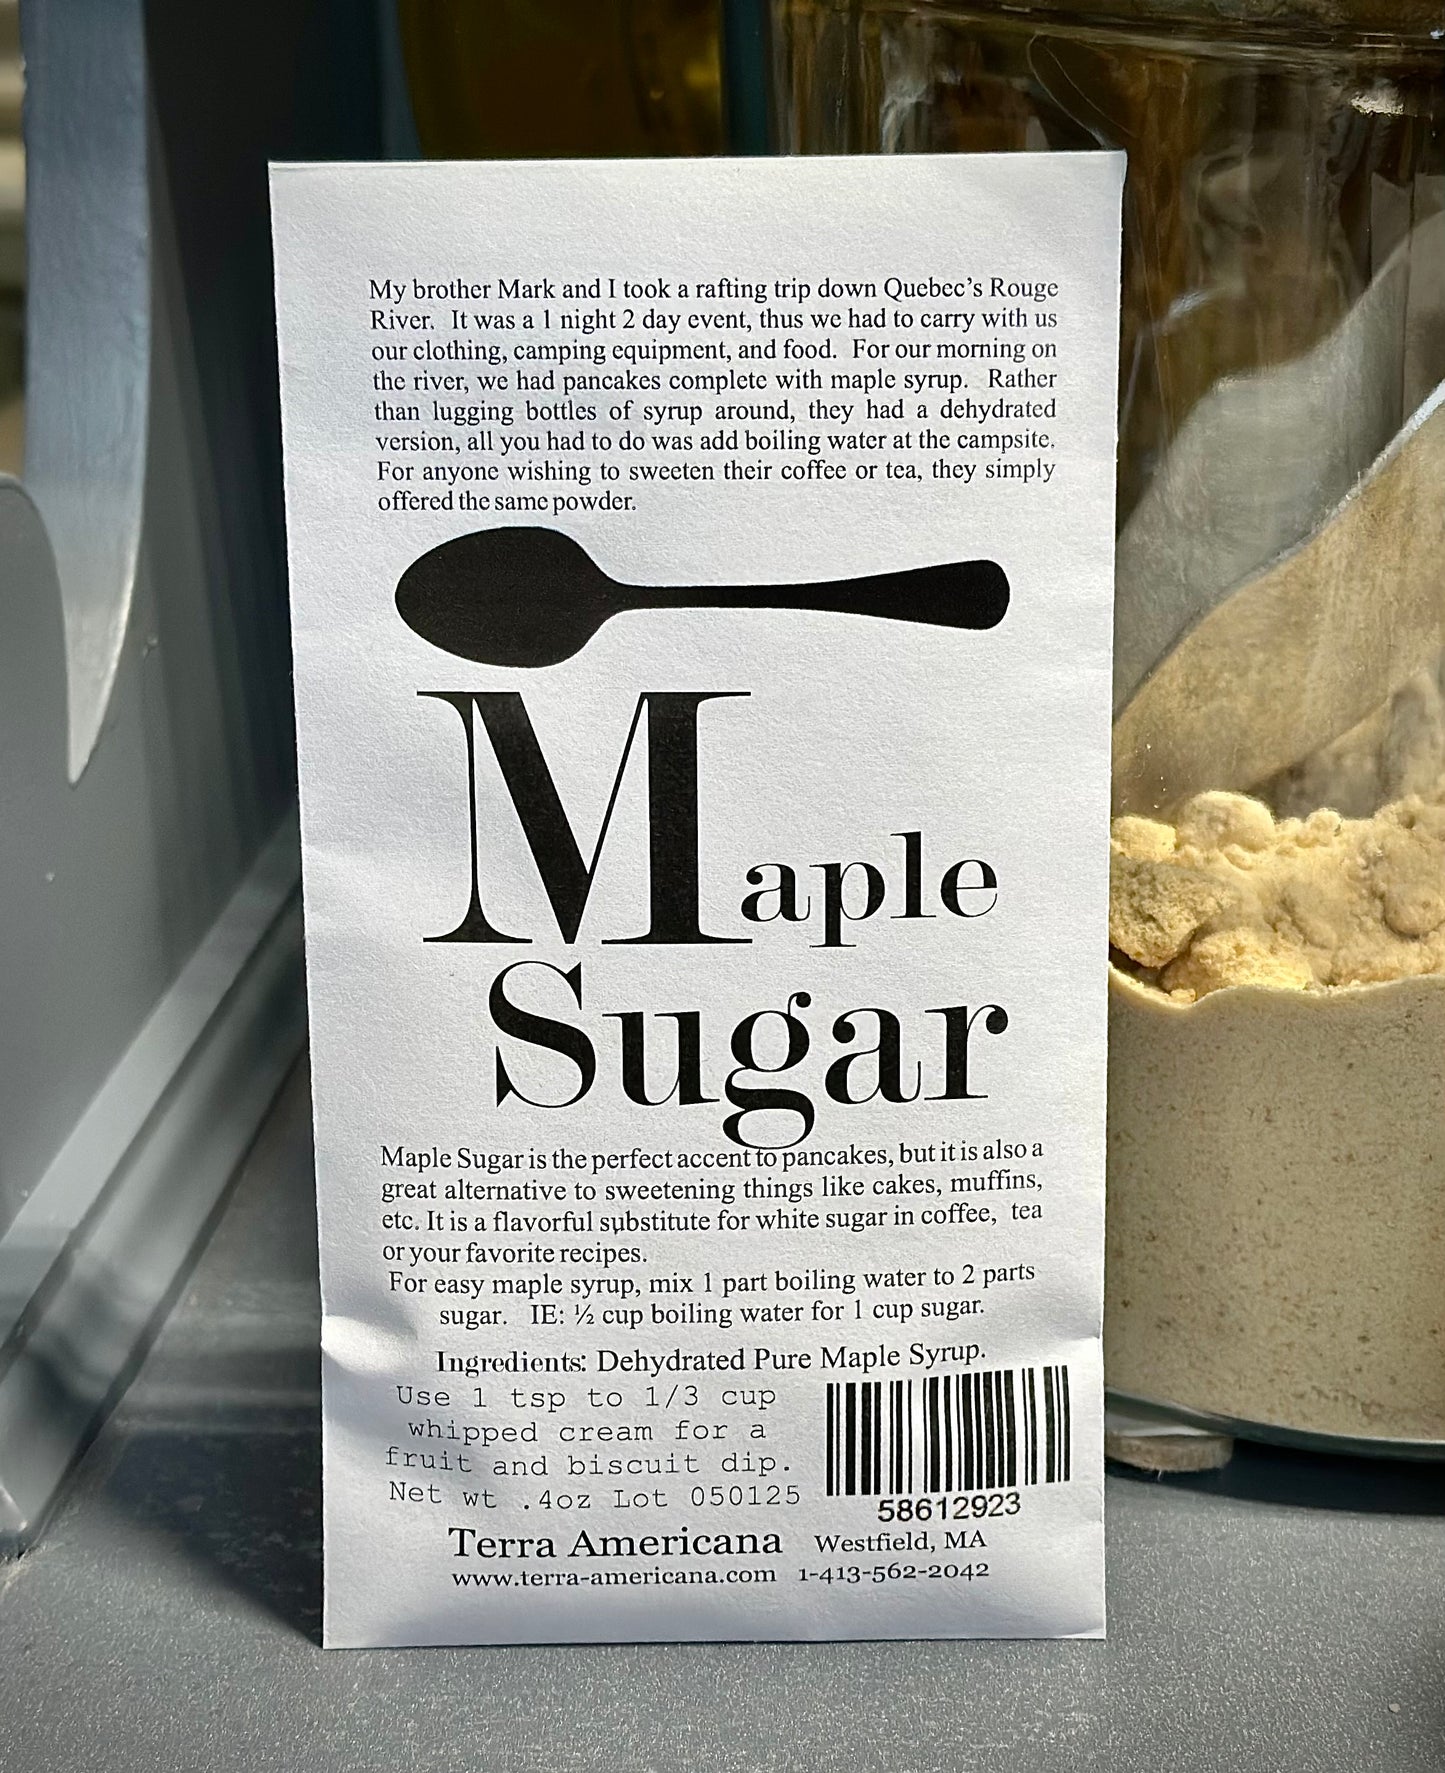 My brother Mark and I took a rafting trip down Quebec's Rouge
River. It was a 1 night 2 day event, thus we had to carry with us
our clothing, camping equipment, and food. For our morning on
the river, we had pancakes complete with maple syrup. Rather
than lugging bottles of syrup around, they had a dehydrated
version, all you had to do was add boiling water at the campsite.
For anyone wishing to sweeten their coffee or tea, they simply
offered the same powder.
Maple
Sugar
Maple Sugar is the perfect accent to pancakes, but it is also a
great alternative to sweetening things like cakes, muffins,
etc. It is a flavorful substitute for white sugar in coffee, tea
or your favorite recipes.
For easy maple syrup, mix 1 part boiling water to 2 parts
sugar. IE: ½ cup boiling water for 1 cup sugar.
Ingredients: Dehydrated Pure Maple Syrup.
Use 1 tsp to 1/3 cup
whipped cream for a
fruit and biscuit dip.
Net wt .4oz Lot 050125
58612923
Terra Americana Westfield, MA
www.terra-americana.com 1-413-562-2042